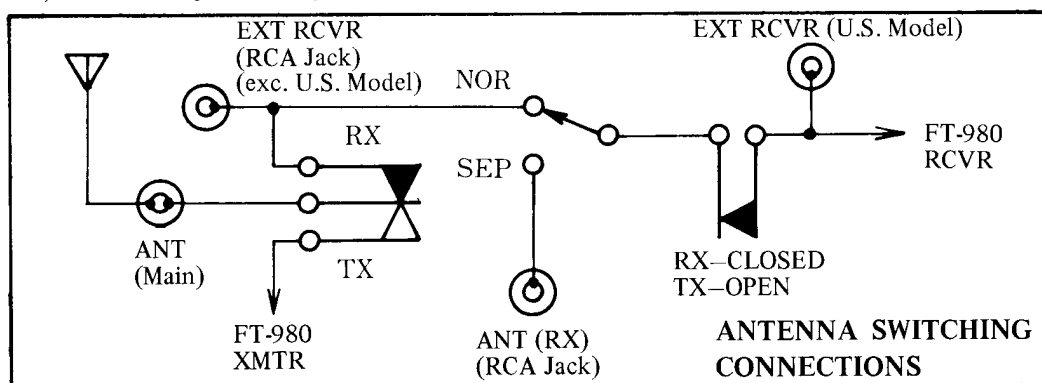 EXT RCVR
(RCA Jack)
(exc. U.S. Model)
NOR
EXT RCVR (U.S. Model)
RX
SEP
FT-980
RCVR
ANT
(Main)
TX
RX–CLOSED
TX–OPEN
FT-980
XMTR
ANT (RX)
(RCA Jack)
ANTENNA SWITCHING
CONNECTIONS